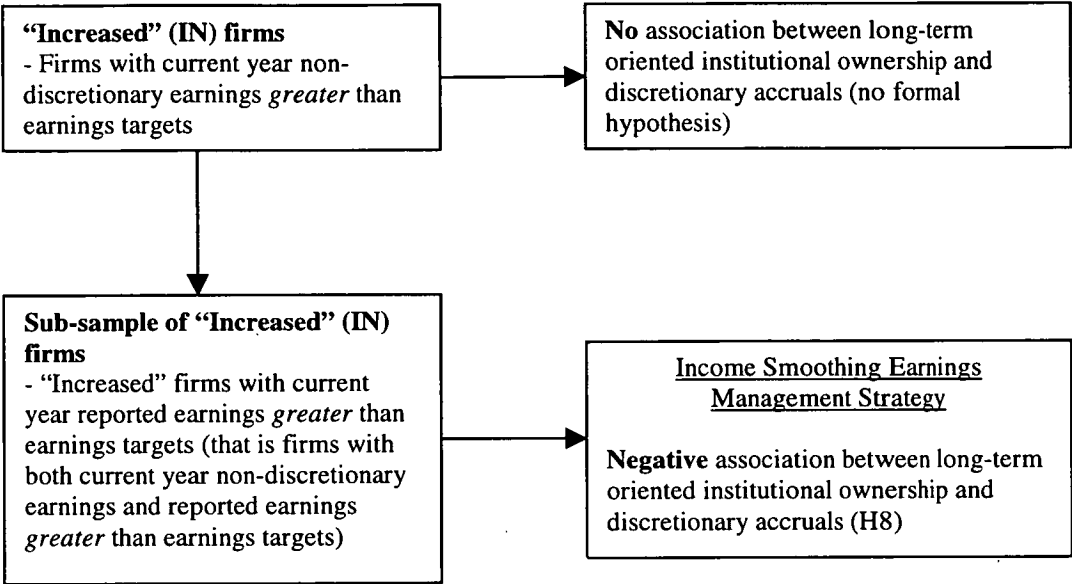 “Increased” (IN) firms
- Firms with current year non-
discretionary earnings greater than
earnings targets
No association between long-term
oriented institutional ownership and
discretionary accruals (no formal
hypothesis)
Sub-sample of “Increased” (IN)
firms
- “Increased” firms with current
year reported earnings greater than
earnings targets (that is firms with
both current year non-discretionary
earnings and reported earnings
greater than earnings targets)
Income Smoothing Earnings
Management Strategy
Negative association between long-term
oriented institutional ownership and
discretionary accruals (H8)